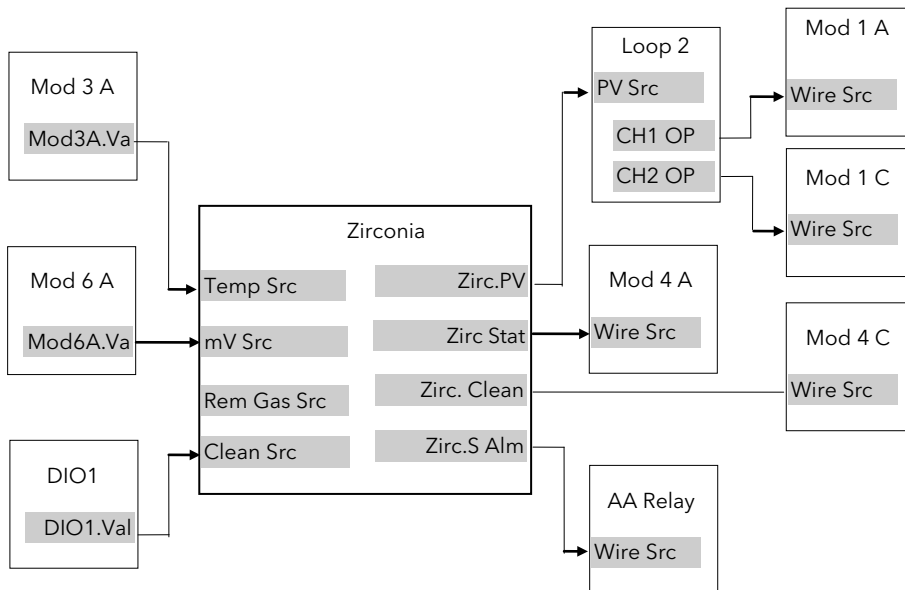 Mod 3 A
Mod3A.Va
Mod 6 A
Mod6A.Va
DIO1
DIO1.Val
Zirconia
Temp Src
mV Src
Rem Gas Src
Clean Src
Zirc.PV
Zirc Stat
Zirc. Clean
Zirc.S Alm
Loop 2
PV Src
CH1 OP
CH2 OP
Mod 4 A
Wire Src
AA Relay
Wire Src
Mod 1 A
Wire Src
Mod 1 C
Wire Src
Mod 4 C
Wire Src